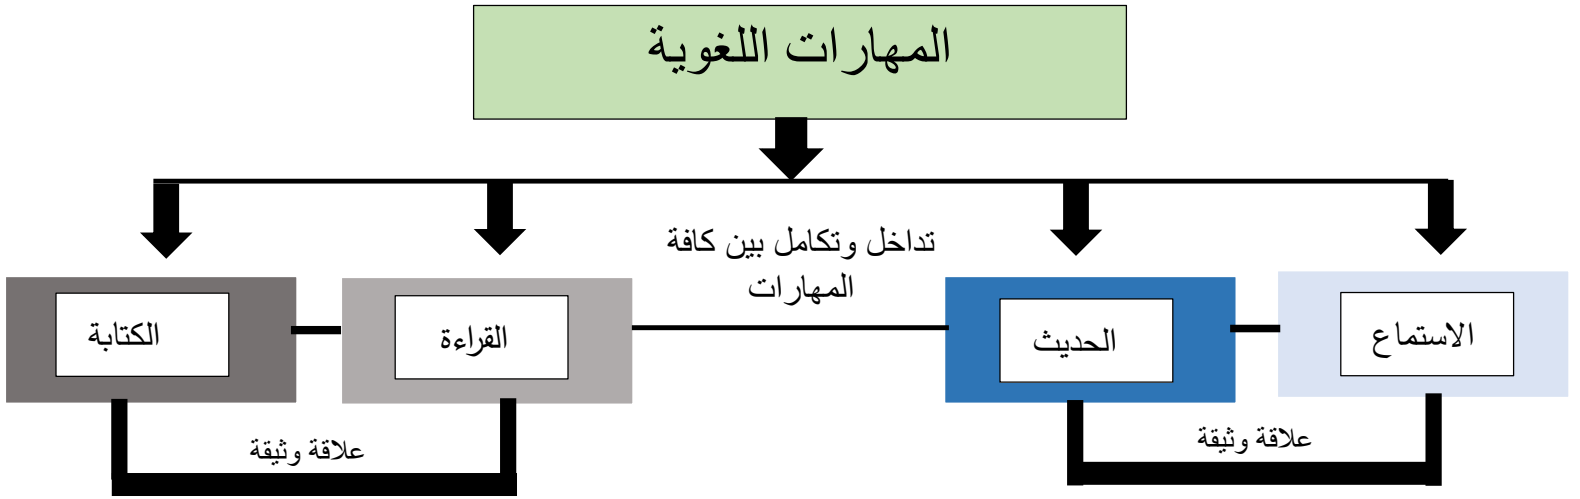 المهارات اللغوية
تداخل وتكامل بين كافة
المهارات
الاستماع
الحديث
القراءة
الكتابة
علاقة وثيقة
علاقة وثيقة